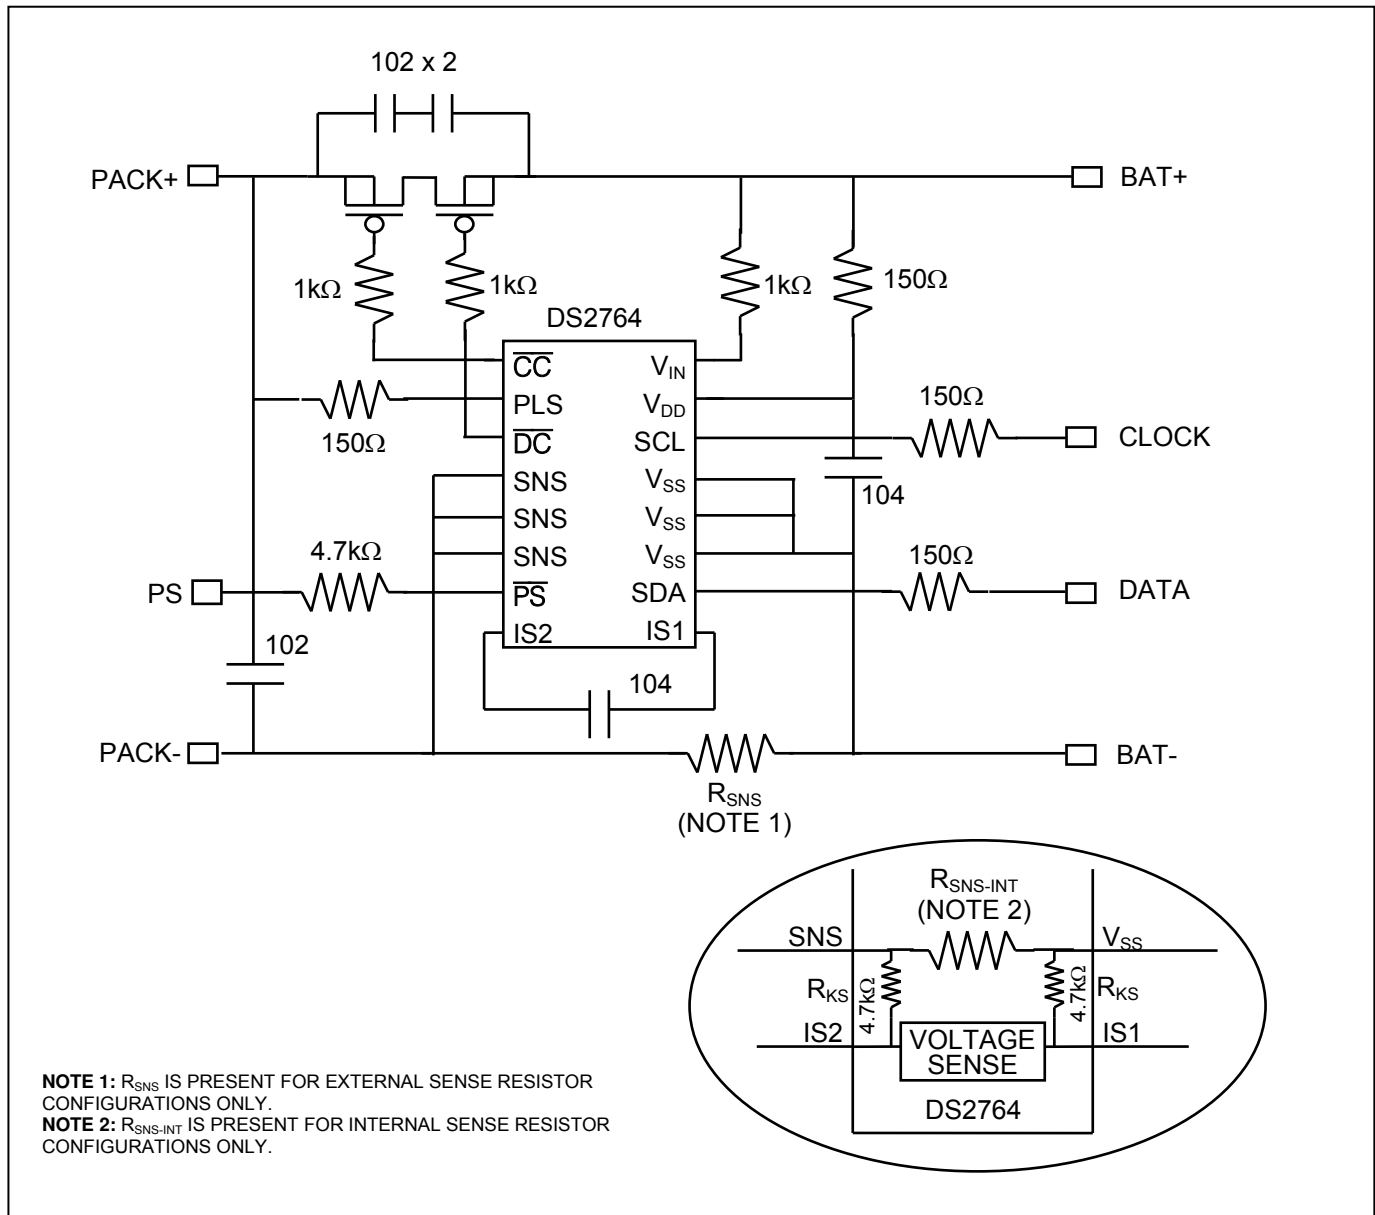 102 x 2
PACK+
BAT+
1kΩ
1kΩ
1kΩ
150Ω
DS2764
CC
VIN
PLS
VDD
150Ω
150Ω
DC
SCL
CLOCK
SNS
VSS
104
SNS
VSS
4.7kΩ
SNS
VSS
150Ω
PS
PS
SDA
DATA
IS2
IS1
102
104
PACK-
BAT-
RSNS
(NOTE 1)
RSNS-INT
(NOTE 2)
SNS
VSS
RKS
4.7kΩ
4.7kΩ
RKS
IS2
VOLTAGE
SENSE
IS1
DS2764
NOTE 1: RSNS IS PRESENT FOR EXTERNAL SENSE RESISTOR
CONFIGURATIONS ONLY.
NOTE 2: RSNS-INT IS PRESENT FOR INTERNAL SENSE RESISTOR
CONFIGURATIONS ONLY.